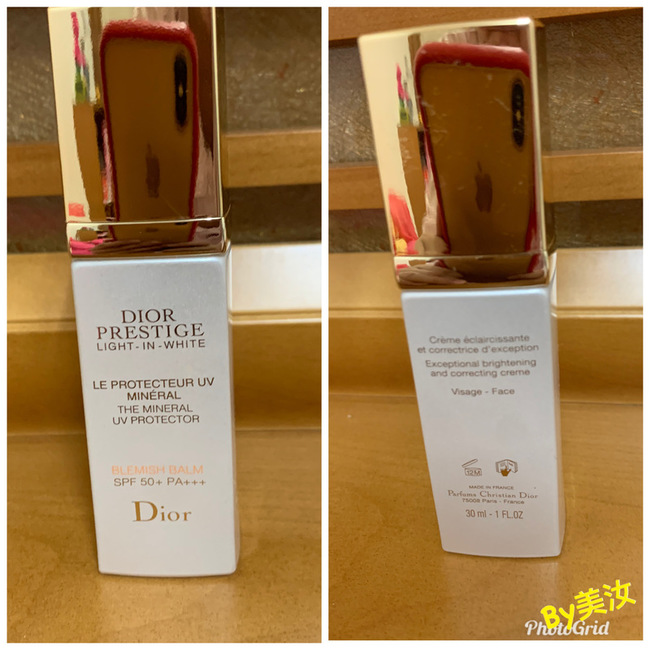 DIOR
PRESTIGE
LIGHT-IN-WHITE
LE PROTECTEUR UV
MINÉRAL
THE MINERAL
UV PROTECTOR
BLEMISH BALM
SPF 50+ PA+++
Dior
Crème éclaircissante
et correctrice d'exception
Exceptional brightening
and correcting creme
Visage - Face
12M
MADE IN FRANCE
Parfums Christian Dior
75008 Paris - France
30 ml - 1 FL.OZ
By美汝
PhotoGrid